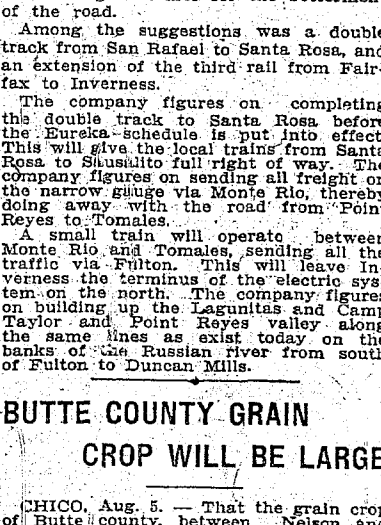 of the road.
Among the suggestions was a double
track from San Rafael to Santa Rosa, and
an extension of the third rail from Fair-
fax to Inverness.
The company figures on completing
the double track to Santa Rosa before
the Eureka schedule is put into effect.
This will give the local trains from Santa
Rosa to Sausalito full right of way. The
company figures on sending all freight on
the narrow gauge via Monte Rio, thereby
doing away with the road from Point
Reyes to Tomales.
A small train will operate between
Monte Rio and Tomales, sending all the
traffic via Fulton. This will leave In-
verness the terminus of the electric sys-
tem on the north. The company figures
on building up the Lagunitas and Camp
Taylor and Point Reyes valley along
the same lines as exist today on the
banks of the Russian river from south
of Fulton to Duncan Mills.
BUTTE COUNTY GRAIN
CROP WILL BE LARGE
CHICO, Aug. 5. — That the grain crop
of Butte county, between Nelson and